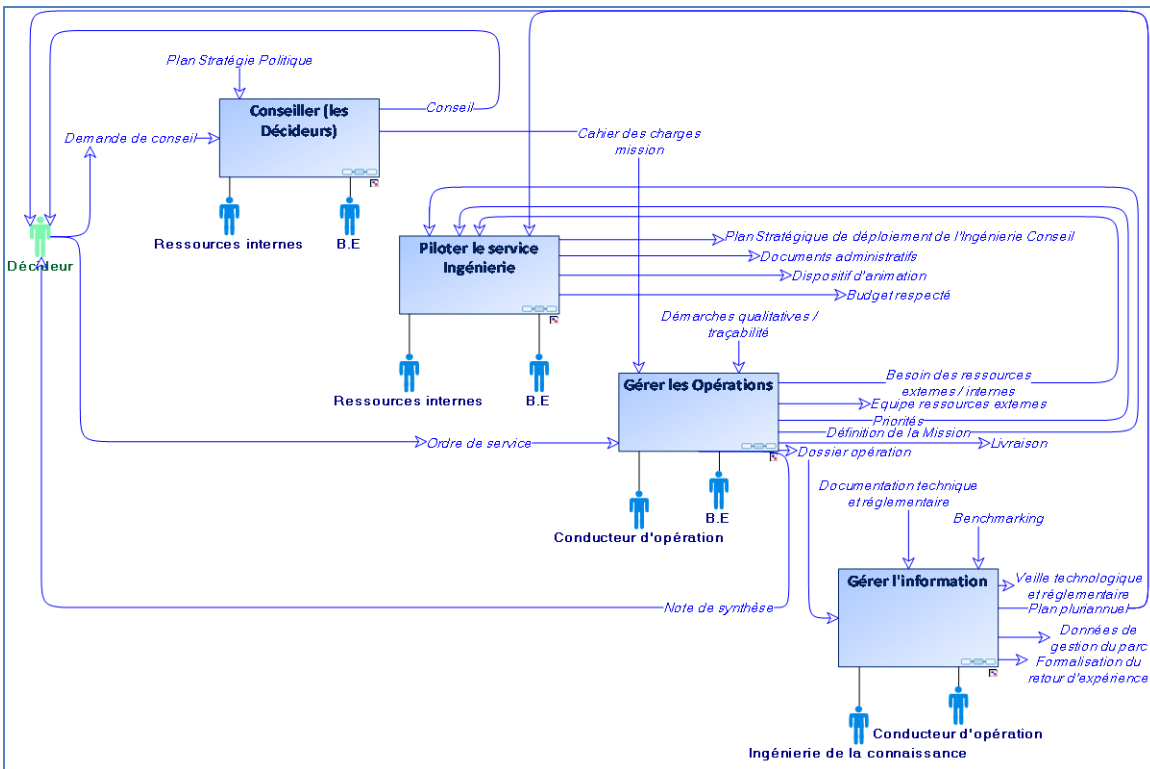 Plan Stratégie Politique
Conseiller (les
Décideurs)
Conseil
Demande de conseil
Cahier des charges
mission
Ressources internes
B.E
Décideur
Piloter le service
Ingénierie
Plan Stratégique de déploiement de l'Ingénierie Conseil
Documents administratifs
Dispositif d'animation
Budget respecté
Démarches qualitatives /
traçabilité
Ressources internes
B.E
Gérer les Opérations
Besoin des ressources
externes / internes
Equipe ressources externes
Priorités
Définition de la Mission
Livraison
Ordre de service
Dossier opération
Documentation technique
et réglementaire
Benchmarking
B.E
Conducteur d'opération
Gérer l'information
Veille technologique
et réglementaire
Plan pluriannuel
Note de synthèse
Données de
gestion du parc
Formalisation du
retour d'expérience
Conducteur d'opération
Ingénierie de la connaissance